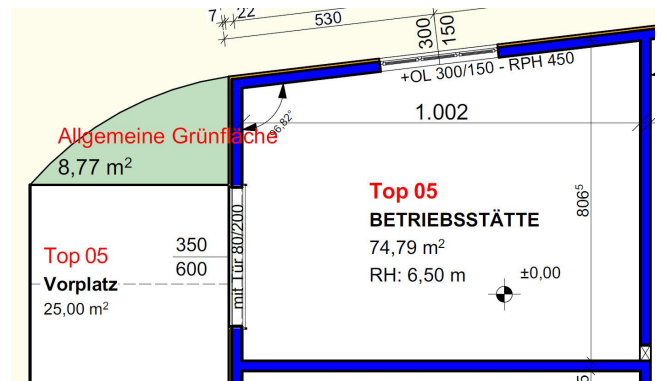 7
22
530
300
150
+OL 300/150 - RPH 450
96,82°
1.002
Allgemeine Grünfläche
8,77 m²
Top 05
BETRIEBSSTÄTTE
74,79 m²
RH: 6,50 m
±0,00
806⁵
350
600
mit Tür 80/200
Top 05
Vorplatz
25,00 m²